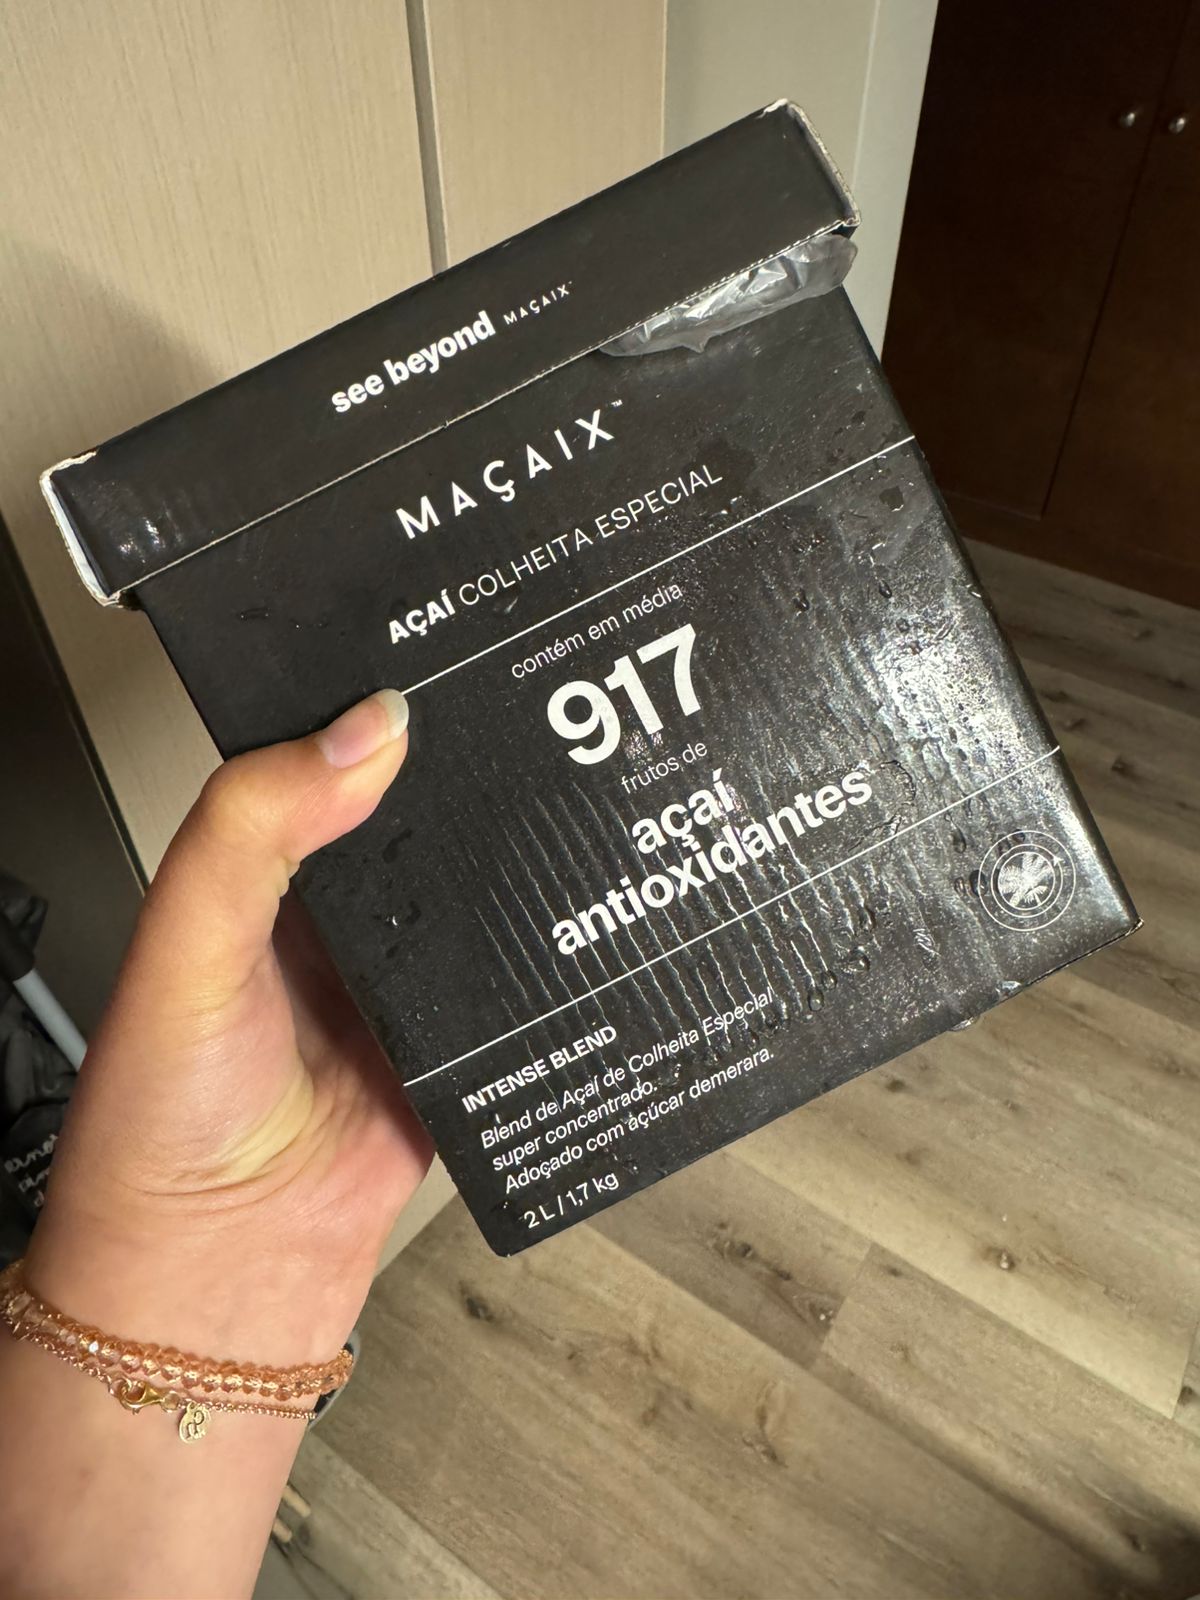 see beyond MAÇAIX
MAÇAIX™
AÇAÍ COLHEITA ESPECIAL
contém em média
917
frutos de
açaí
antioxidantes
INTENSE BLEND
Blend de Açaí de Colheita Especial
super concentrado.
Adoçado com açúcar demerara.
2 L / 1,7 kg